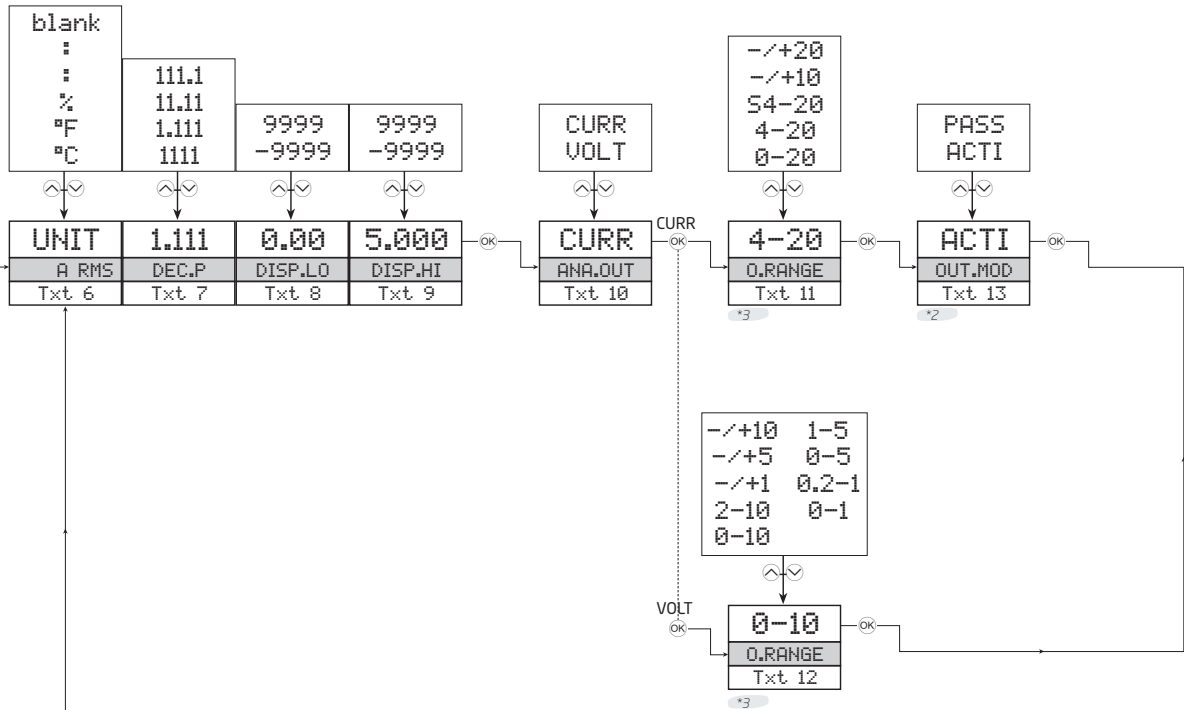 blank
:
:
%
°F
°C
111.1
11.11
1.111
1111
9999
-9999
9999
-9999
CURR
VOLT
-/+20
-/+10
S4-20
4-20
0-20
PASS
ACTI
UNIT
A RMS
Txt 6
1.111
DEC.P
Txt 7
0.00
DISP.LO
Txt 8
5.000
DISP.HI
Txt 9
OK
CURR
ANA.OUT
Txt 10
CURR
OK
4-20
O.RANGE
Txt 11
*3
OK
ACTI
OUT.MOD
Txt 13
*2
OK
-/+10 1-5
-/+5 0-5
-/+1 0.2-1
2-10 0-1
0-10
VOLT
OK
0-10
O.RANGE
Txt 12
*3
OK